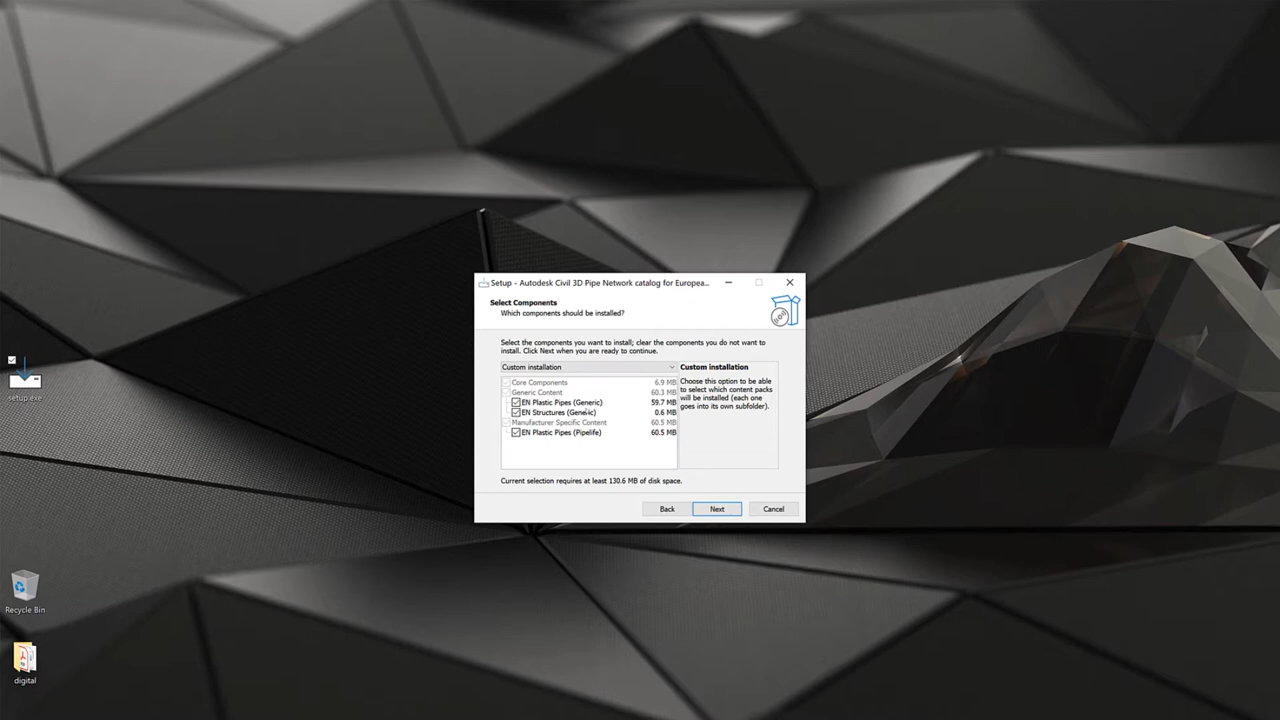 Setup - Autodesk Civil 3D Pipe Network catalog for Europea...
Select Components
Which components should be installed?
Select the components you want to install; clear the components you do not want to
install. Click Next when you are ready to continue.
Custom installation
Core Components 6.9 MB
Generic Content 60.3 MB
EN Plastic Pipes (Generic) 59.7 MB
EN Structures (Generic) 0.6 MB
Manufacturer Specific Content 60.5 MB
EN Plastic Pipes (Pipelife) 60.5 MB
Custom installation
Choose this option to be able
to select which content packs
will be installed (each one
goes into its own subfolder).
Current selection requires at least 130.6 MB of disk space.
Back
Next
Cancel
setup.exe
Recycle Bin
digital